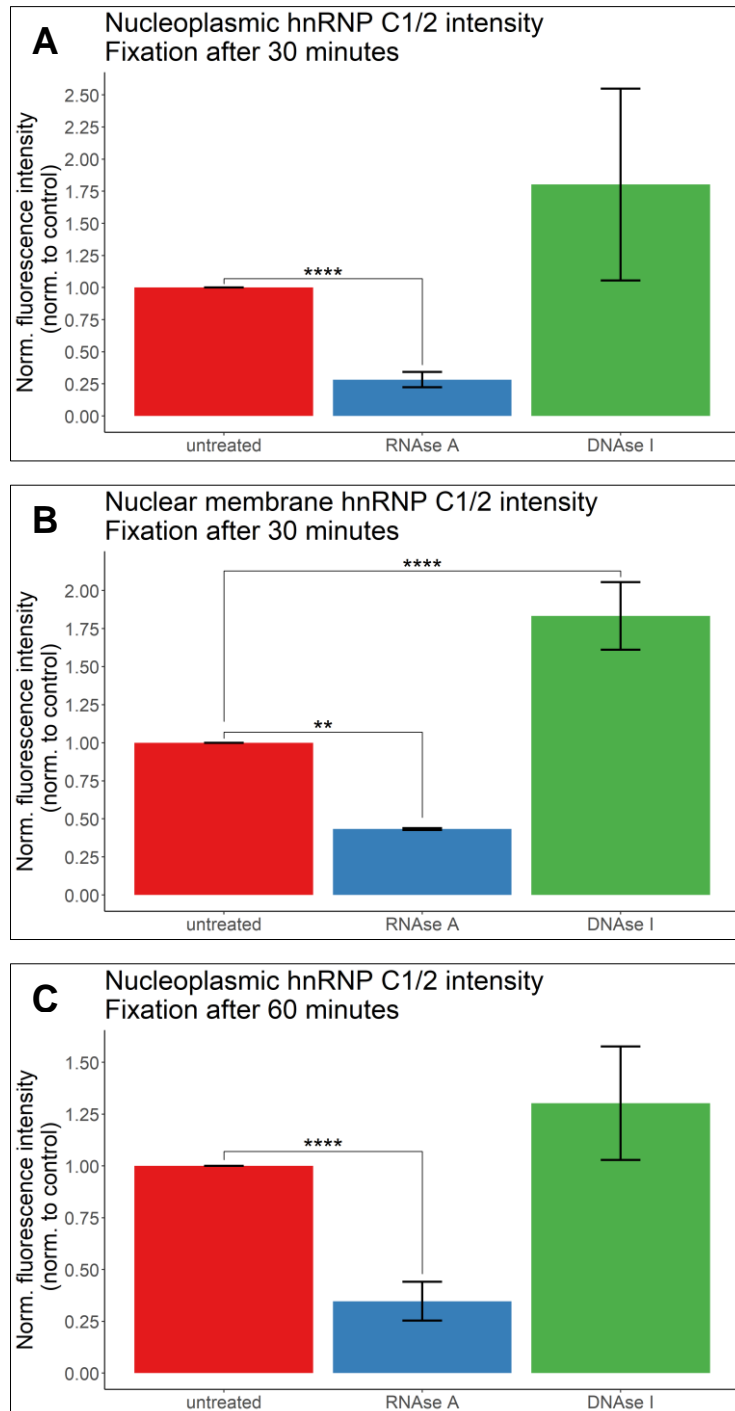 A
Nucleoplasmic hnRNP C1/2 intensity
Fixation after 30 minutes
Norm. fluorescence intensity
(norm. to control)
2.50
2.25
2.00
1.75
1.50
1.25
1.00
0.75
0.50
0.25
0.00
****
untreated
RNAse A
DNAse I
B
Nuclear membrane hnRNP C1/2 intensity
Fixation after 30 minutes
Norm. fluorescence intensity
(norm. to control)
2.00
1.75
1.50
1.25
1.00
0.75
0.50
0.25
0.00
****
**
untreated
RNAse A
DNAse I
C
Nucleoplasmic hnRNP C1/2 intensity
Fixation after 60 minutes
Norm. fluorescence intensity
(norm. to control)
1.50
1.25
1.00
0.75
0.50
0.25
0.00
****
untreated
RNAse A
DNAse I